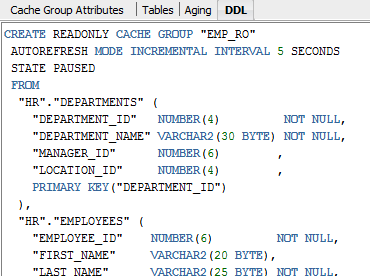 Cache Group Attributes Tables Aging DDL
CREATE READONLY CACHE GROUP "EMP_RO"
AUTOREFRESH MODE INCREMENTAL INTERVAL 5 SECONDS
STATE PAUSED
FROM
"HR"."DEPARTMENTS" (
"DEPARTMENT_ID" NUMBER(4) NOT NULL,
"DEPARTMENT_NAME" VARCHAR2(30 BYTE) NOT NULL,
"MANAGER_ID" NUMBER(6) ,
"LOCATION_ID" NUMBER(4) ,
PRIMARY KEY("DEPARTMENT_ID")
),
"HR"."EMPLOYEES" (
"EMPLOYEE_ID" NUMBER(6) NOT NULL,
"FIRST_NAME" VARCHAR2(20 BYTE),
"LAST_NAME" VARCHAR2(25 BYTE) NOT NULL,